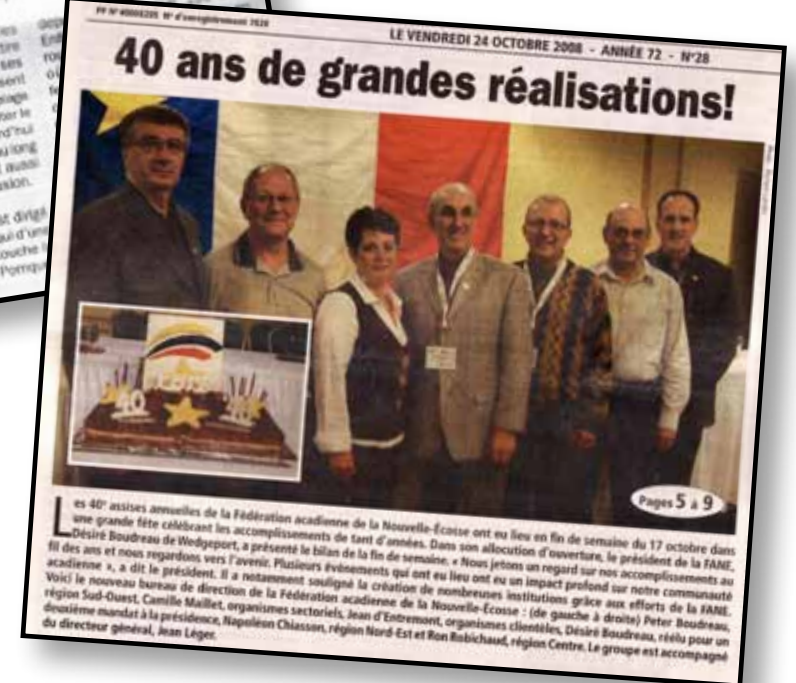 PP Nº 40006205 Nº d'enregistrement 7628
LE VENDREDI 24 OCTOBRE 2008 - ANNÉE 72 - N°28
40 ans de grandes réalisations!
40
40
Pages 5 à 9
Les 40e assises annuelles de la Fédération acadienne de la Nouvelle-Écosse ont eu lieu en fin de semaine du 17 octobre dans
une grande fête célébrant les accomplissements de tant d'années. Dans son allocution d'ouverture, le président de la FANE,
Désiré Boudreau de Wedgeport, a présenté le bilan de la fin de semaine. « Nous jetons un regard sur nos accomplissements au
fil des ans et nous regardons vers l'avenir. Plusieurs évènements qui ont eu lieu ont eu un impact profond sur notre communauté
acadienne », a dit le président. Il a notamment souligné la création de nombreuses institutions grâce aux efforts de la FANE.
Voici le nouveau bureau de direction de la Fédération acadienne de la Nouvelle-Écosse : (de gauche à droite) Peter Boudreau,
région Sud-Ouest, Camille Maillet, organismes sectoriels, Jean d'Entremont, organismes clientèles, Désiré Boudreau, réélu pour un
deuxième mandat à la présidence, Napoléon Chiasson, région Nord-Est et Ron Robichaud, région Centre. Le groupe est accompagné
du directeur général, Jean Léger.